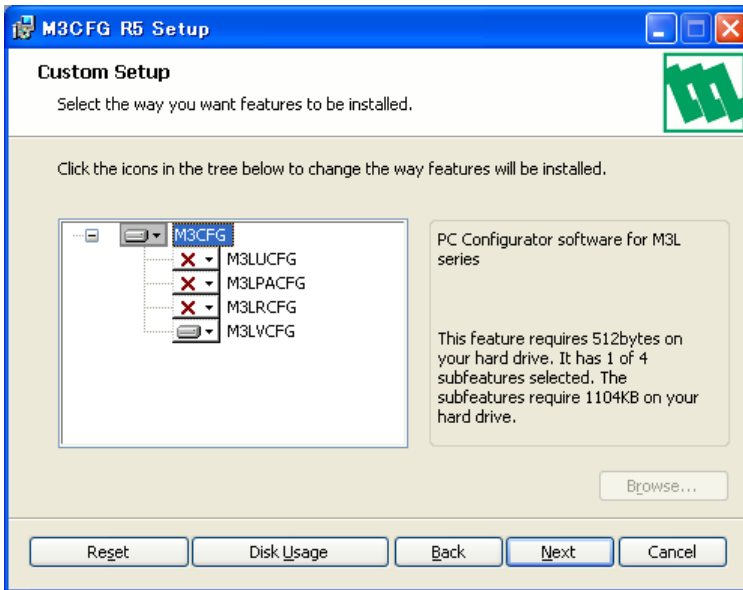 M3CFG R5 Setup
Custom Setup
Select the way you want features to be installed.
Click the icons in the tree below to change the way features will be installed.
M3CFG
M3LUCFG
M3LPACFG
M3LRCFG
M3LVCFG
PC Configurator software for M3L
series
This feature requires 512bytes on
your hard drive. It has 1 of 4
subfeatures selected. The
subfeatures require 1104KB on your
hard drive.
Browse...
Reset
Disk Usage
Back
Next
Cancel